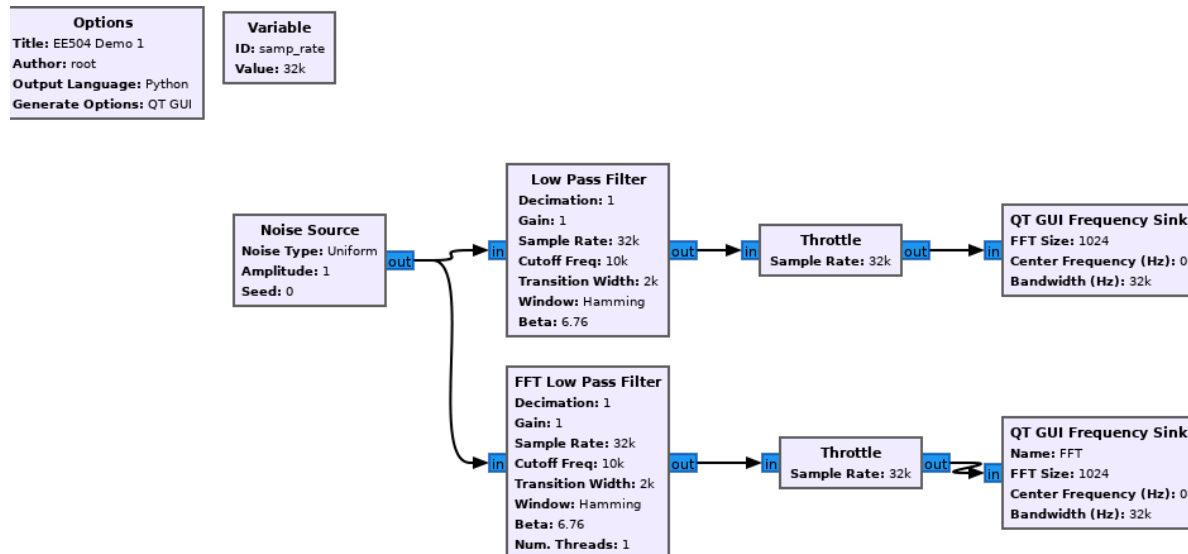 Options
Title: EE504 Demo 1
Author: root
Output Language: Python
Generate Options: QT GUI
Variable
ID: samp_rate
Value: 32k
Noise Source
Noise Type: Uniform
Amplitude: 1
Seed: 0
out
in
Low Pass Filter
Decimation: 1
Gain: 1
Sample Rate: 32k
Cutoff Freq: 10k
Transition Width: 2k
Window: Hamming
Beta: 6.76
out
in
Throttle
Sample Rate: 32k
out
in
QT GUI Frequency Sink
FFT Size: 1024
Center Frequency (Hz): 0
Bandwidth (Hz): 32k
in
FFT Low Pass Filter
Decimation: 1
Gain: 1
Sample Rate: 32k
Cutoff Freq: 10k
Transition Width: 2k
Window: Hamming
Beta: 6.76
Num. Threads: 1
out
in
Throttle
Sample Rate: 32k
out
in
QT GUI Frequency Sink
Name: FFT
FFT Size: 1024
Center Frequency (Hz): 0
Bandwidth (Hz): 32k